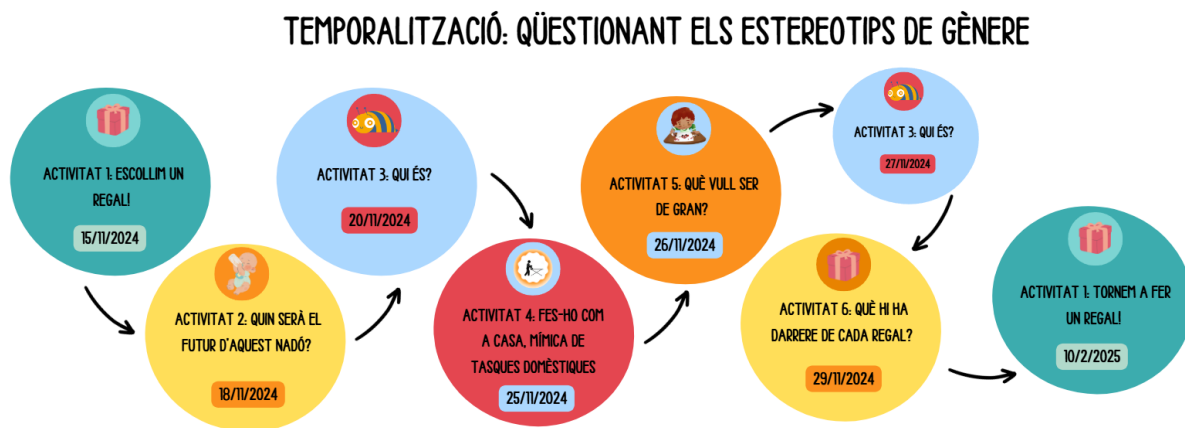 TEMPORALITZACIÓ: QÜESTIONANT ELS ESTEREOTIPS DE GÈNERE
ACTIVITAT 1: ESCOLLIM UN
REGAL!
15/11/2024
ACTIVITAT 2: QUIN SERÀ EL
FUTUR D'AQUEST NADÓ?
18/11/2024
ACTIVITAT 3: QUI ÉS?
20/11/2024
ACTIVITAT 4: FES-HO COM
A CASA, MÍMICA DE
TASQUES DOMÈSTIQUES
25/11/2024
ACTIVITAT 5: QUÈ VULL SER
DE GRAN?
26/11/2024
ACTIVITAT 3: QUI ÉS?
27/11/2024
ACTIVITAT 6: QUÈ HI HA
DARRERE DE CADA REGAL?
29/11/2024
ACTIVITAT 1: TORNEM A FER
UN REGAL!
10/2/2025